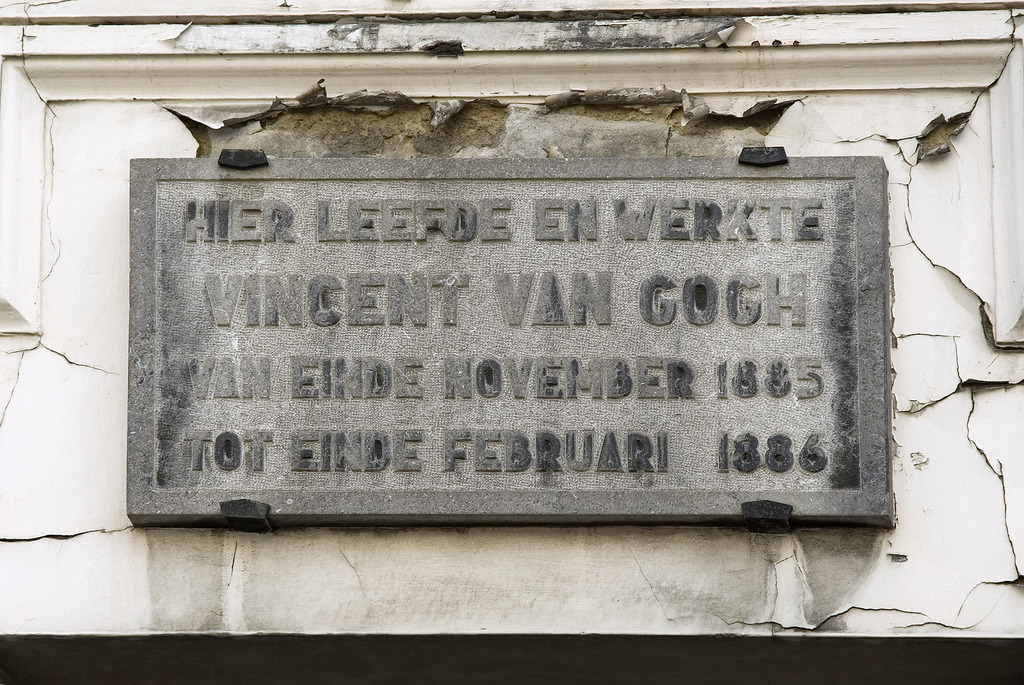 HIER LEEFDE EN WERKTE
VINCENT VAN GOGH
VAN EINDE NOVEMBER 1885
TOT EINDE FEBRUARI 1886